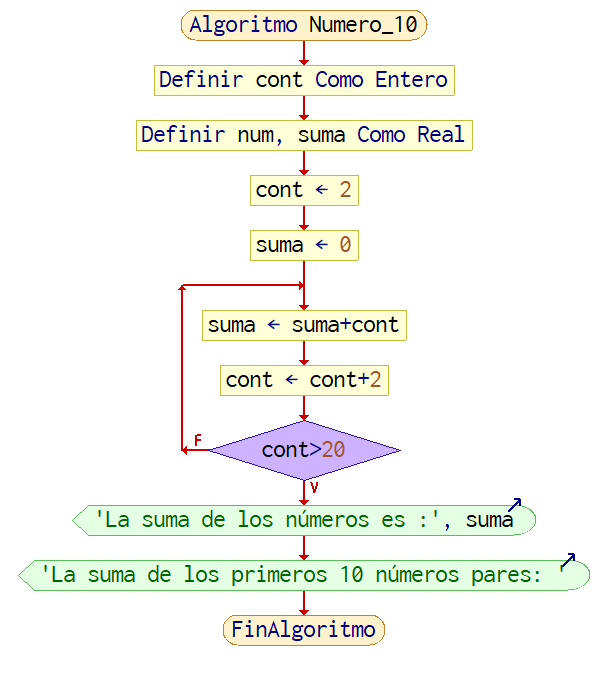 Algoritmo Numero_10
Definir cont Como Entero
Definir num, suma Como Real
cont ← 2
suma ← 0
suma ← suma+cont
cont ← cont+2
cont>20
F
V
'La suma de los números es :', suma
'La suma de los primeros 10 números pares: '
FinAlgoritmo